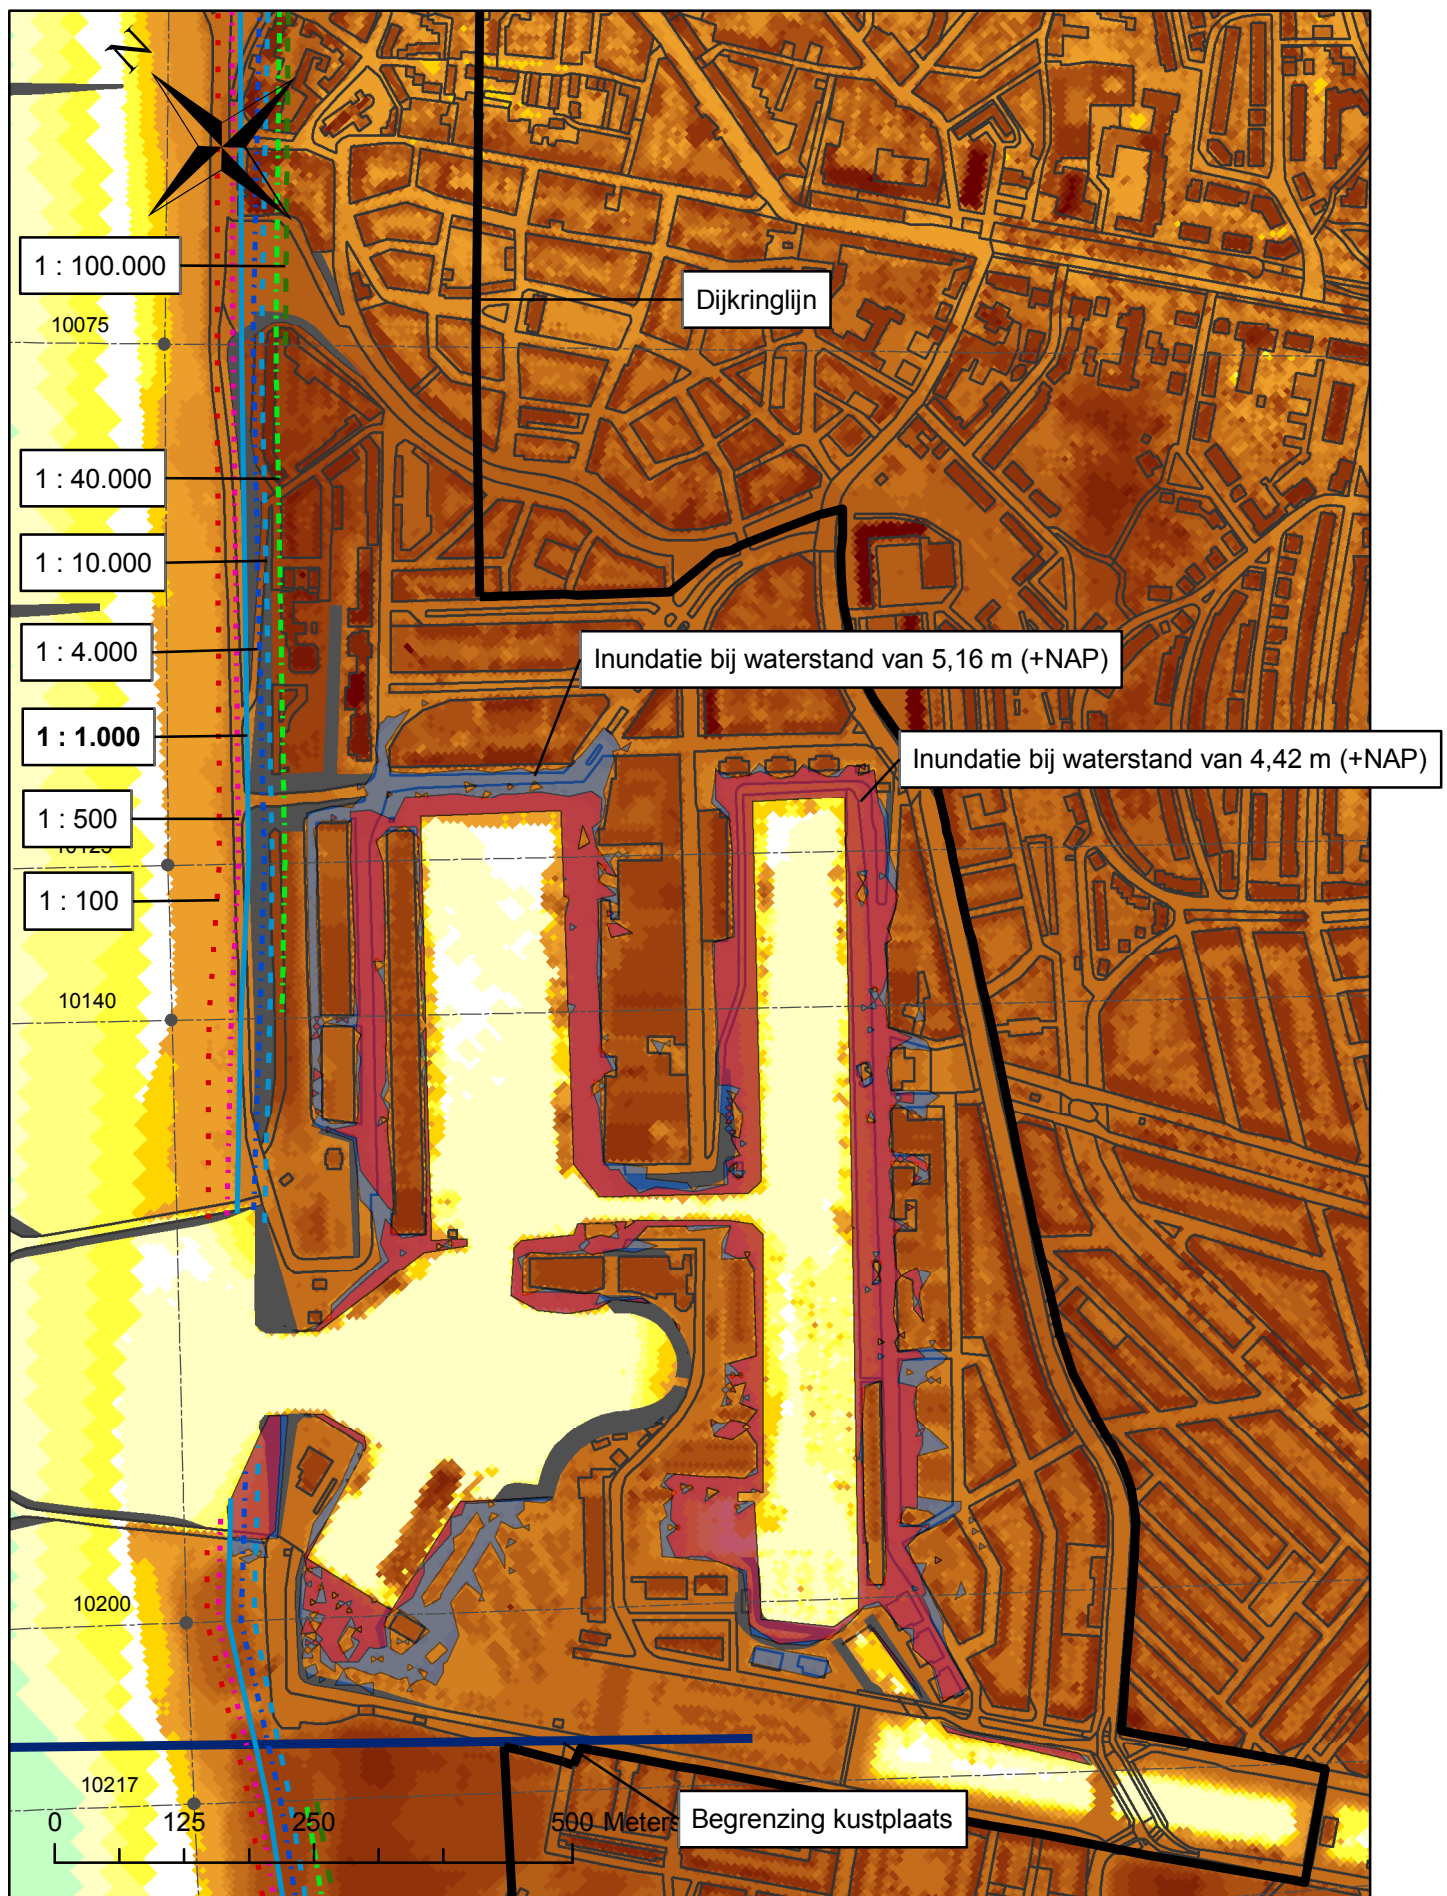 N
1 : 100.000
Dijkringlijn
10075
1 : 40.000
1 : 10.000
1 : 4.000
Inundatie bij waterstand van 5,16 m (+NAP)
1 : 1.000
Inundatie bij waterstand van 4,42 m (+NAP)
1 : 500
10125
1 : 100
10140
10200
10217
0 125 250 500 Meters
Begrenzing kustplaats